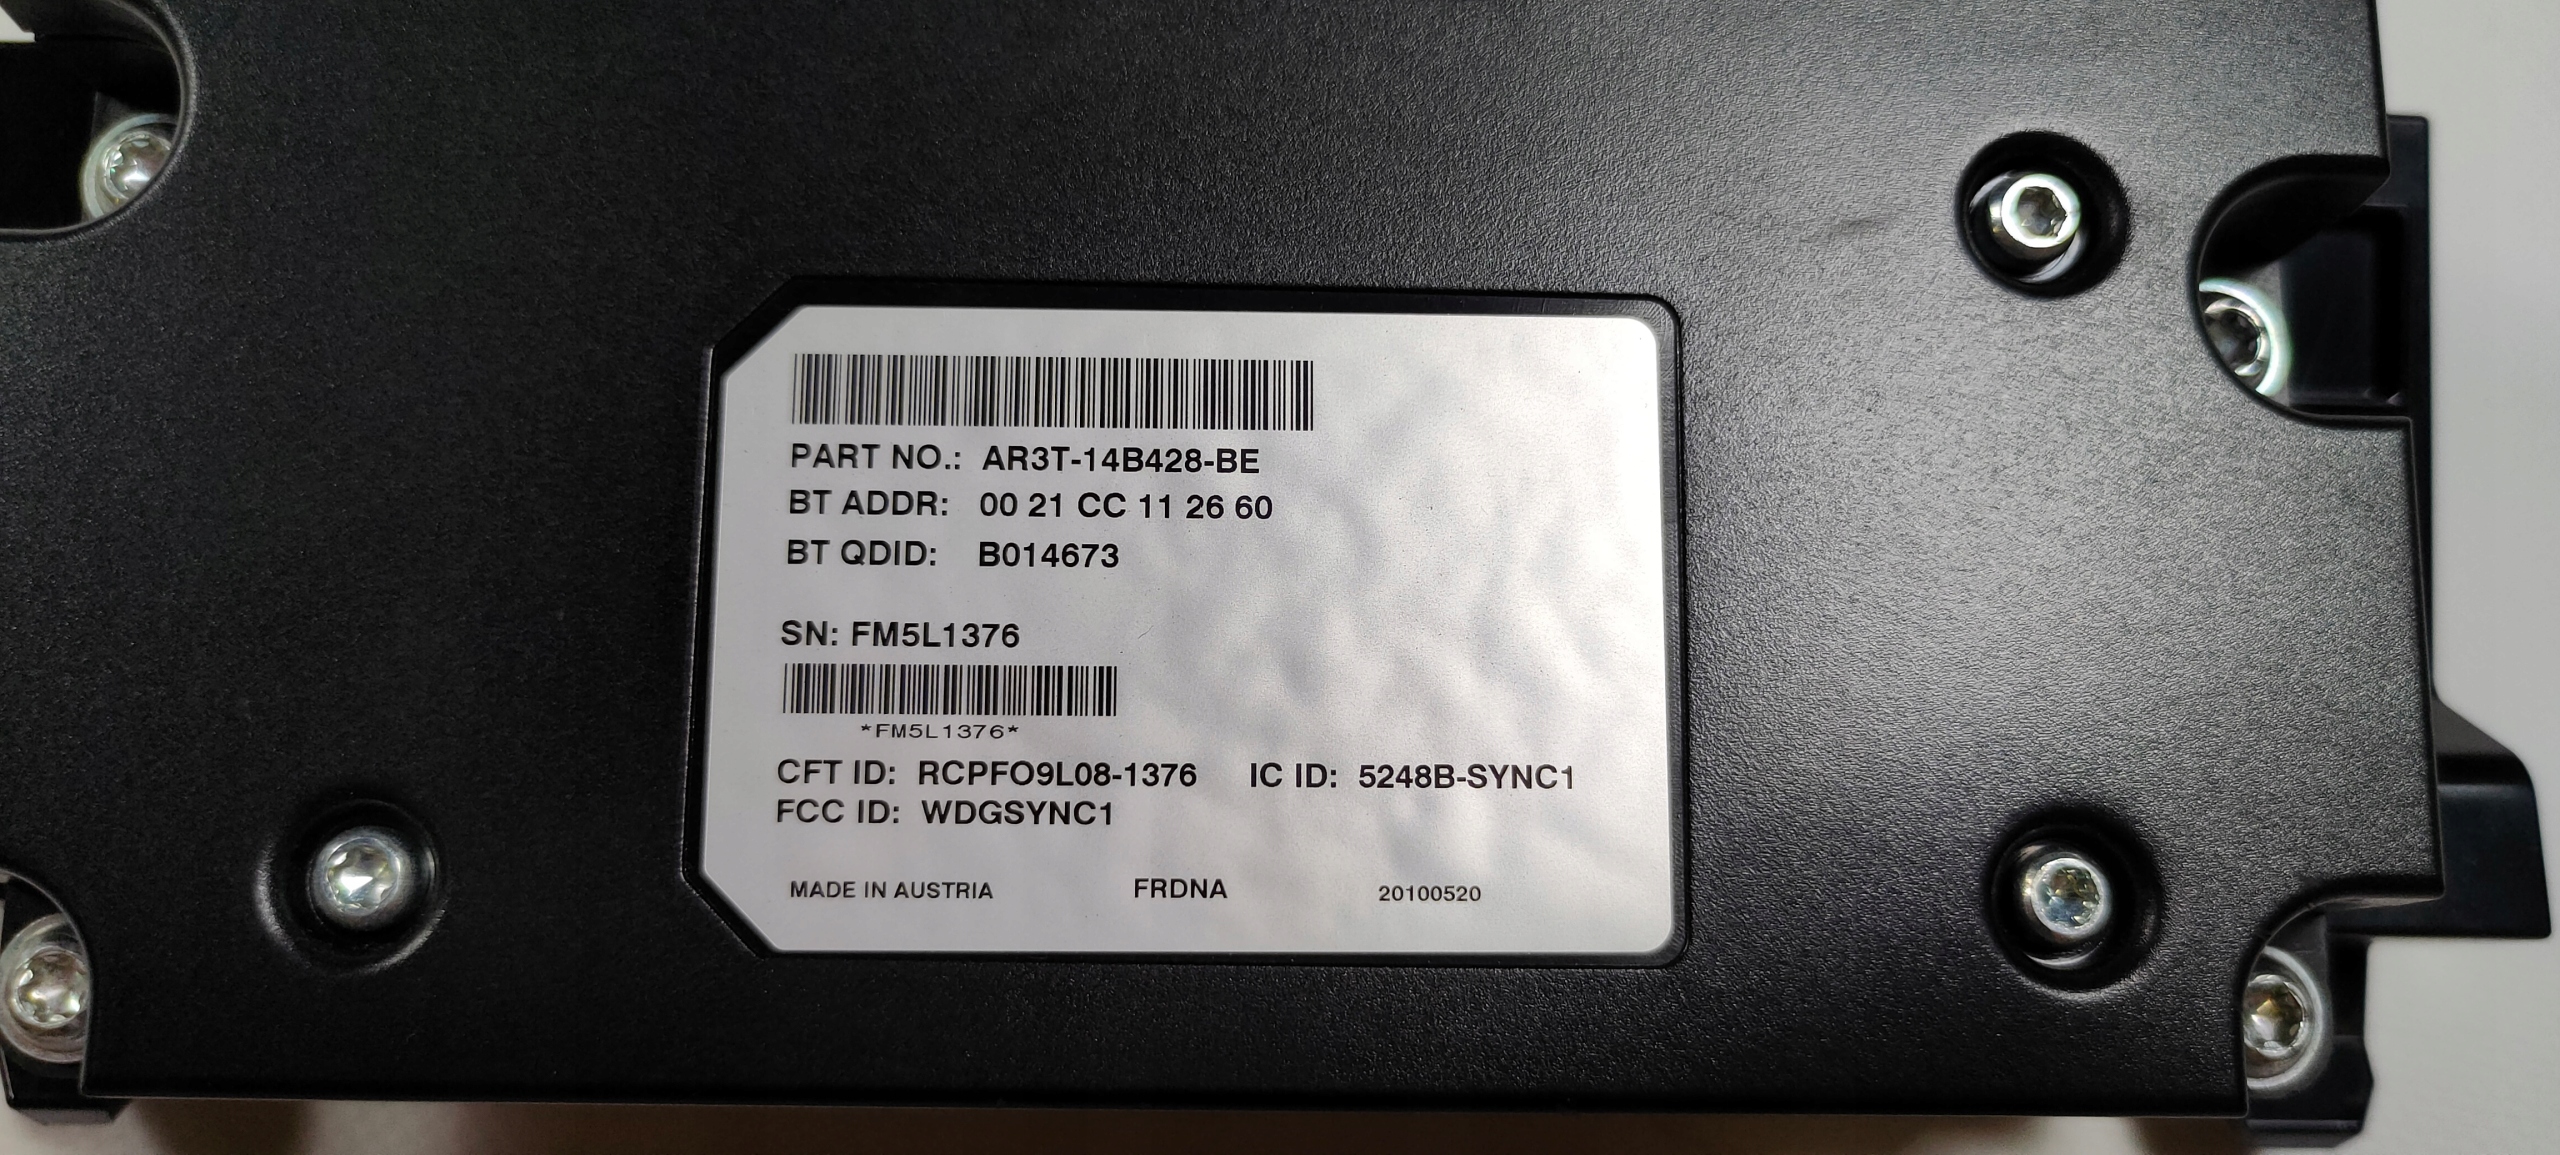 PART NO.: AR3T-14B428-BE
BT ADDR: 00 21 CC 11 26 60
BT QDID: B014673
SN: FM5L1376
*FM5L1376*
CFT ID: RCPFO9L08-1376 IC ID: 5248B-SYNC1
FCC ID: WDGSYNC1
MADE IN AUSTRIA FRDNA 20100520